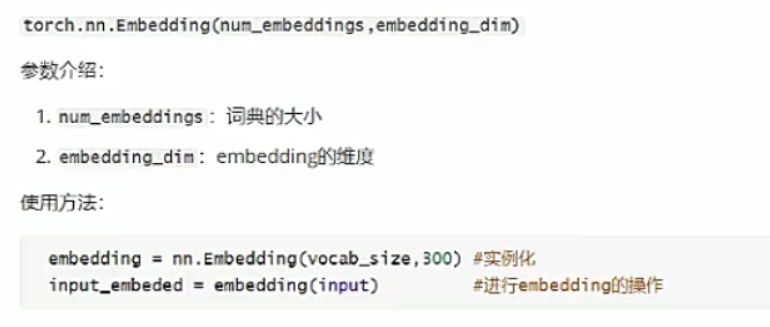 torch.nn.Embedding(num_embeddings,embedding_dim)
参数介绍：
1. num_embeddings：词典的大小
2. embedding_dim：embedding的维度
使用方法：
embedding = nn.Embedding(vocab_size,300) #实例化
input_embeded = embedding(input) #进行embedding的操作